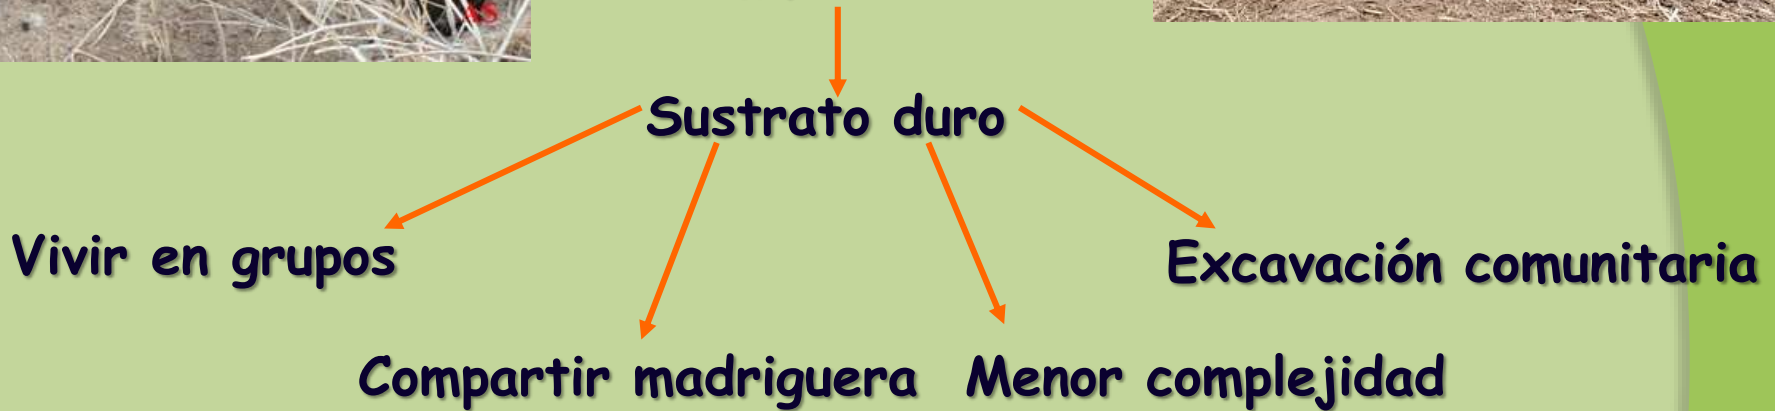 Sustrato duro
Vivir en grupos
Excavación comunitaria
Compartir madriguera
Menor complejidad